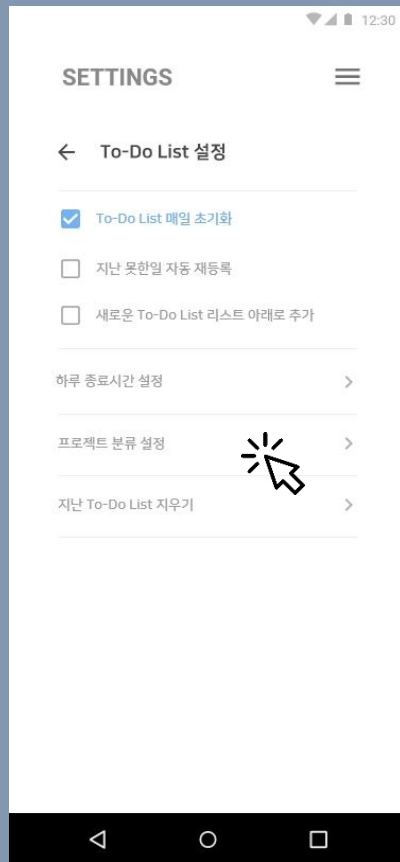 12:30
SETTINGS
To-Do List 설정
To-Do List 매일 초기화
지난 못한일 자동 재등록
새로운 To-Do List 리스트 아래로 추가
하루 종료시간 설정
프로젝트 분류 설정
지난 To-Do List 지우기